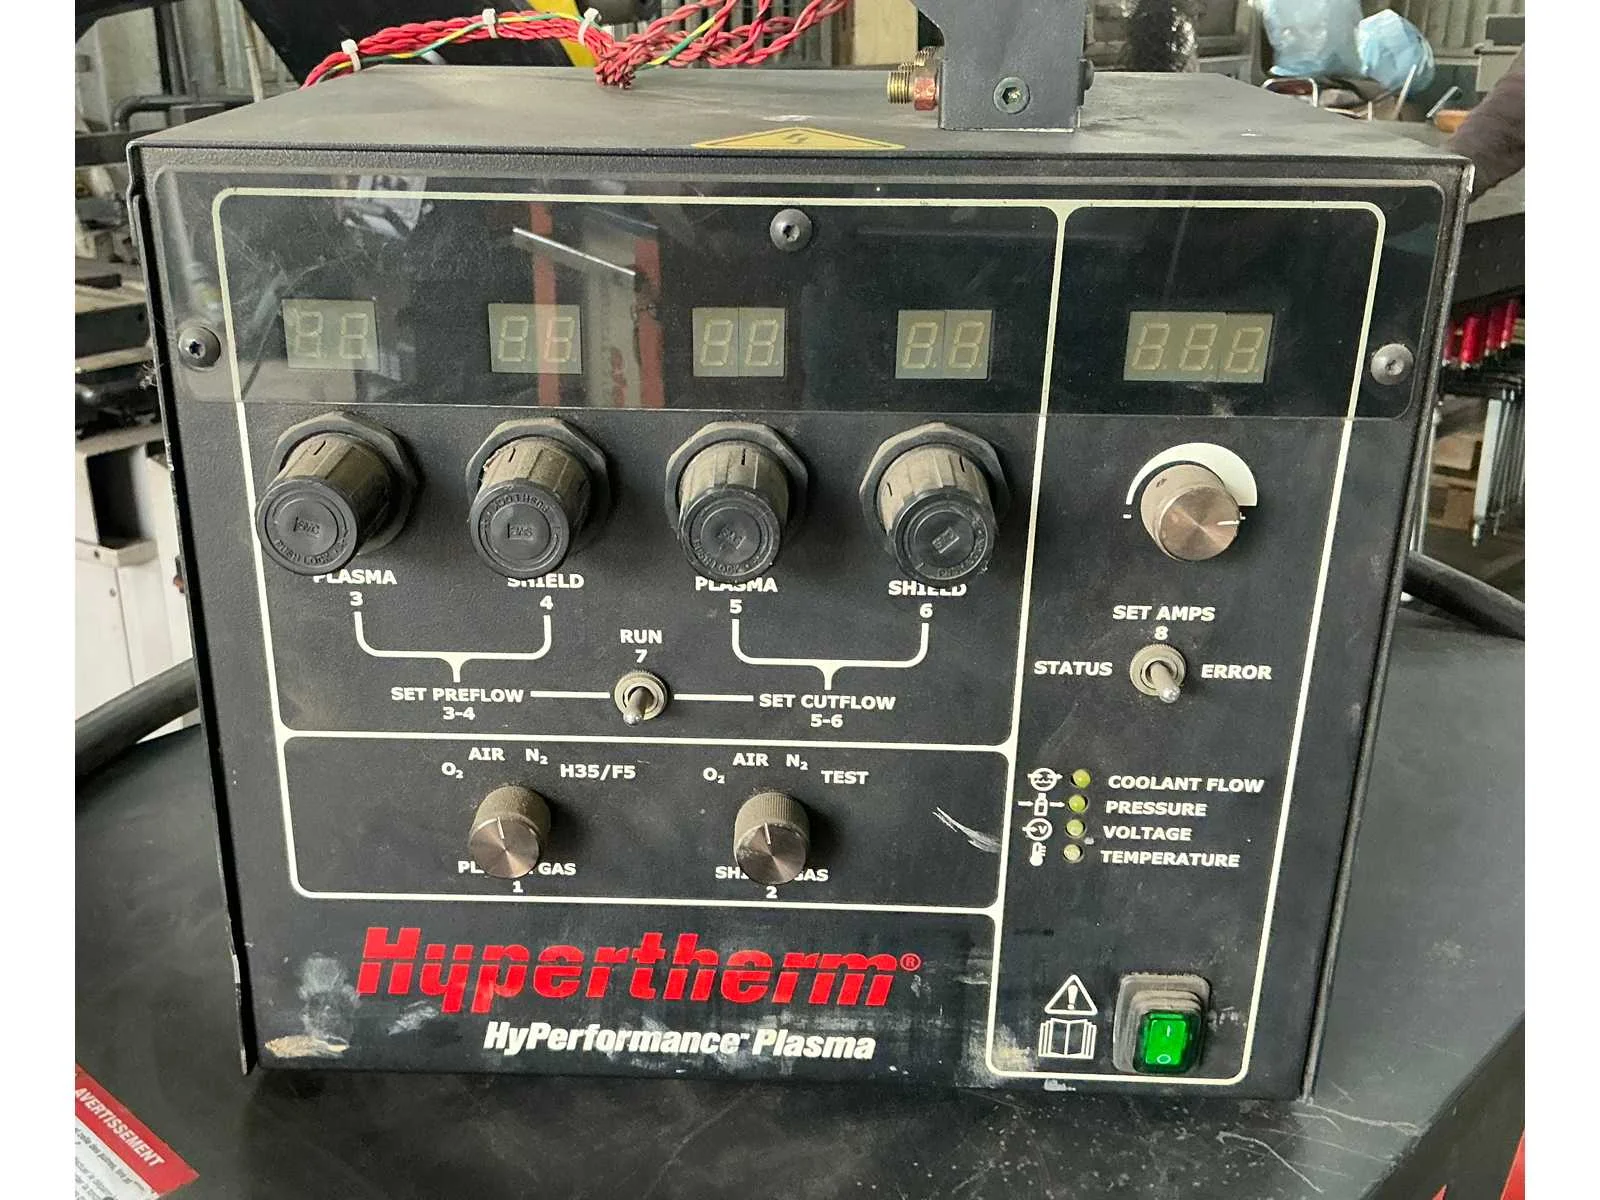 PLASMA
3
SHIELD
4
PLASMA
5
SHIELD
6
RUN
7
SET PREFLOW
3-4
SET CUTFLOW
5-6
SET AMPS
8
STATUS
ERROR
O₂ AIR N₂ H35/F5
GAS
1
O₂ AIR N₂ TEST
GAS
2
COOLANT FLOW
PRESSURE
VOLTAGE
TEMPERATURE
Hypertherm®
HyPerformance™ Plasma
AVERTISSEMENT